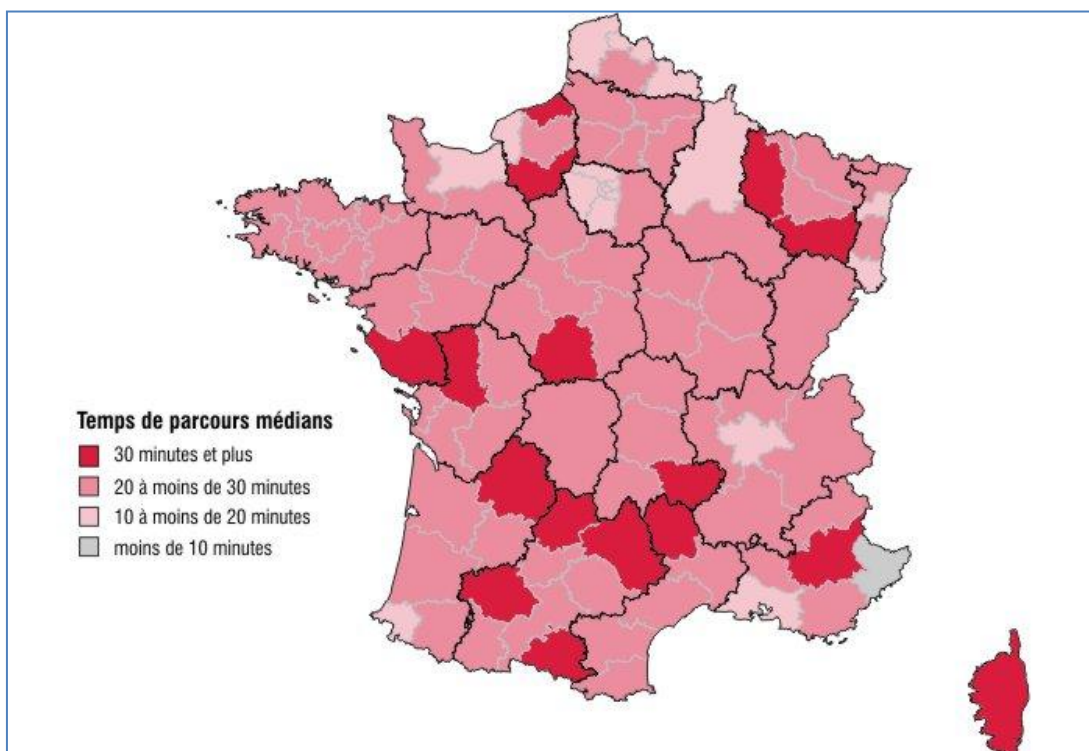 Temps de parcours médians
30 minutes et plus
20 à moins de 30 minutes
10 à moins de 20 minutes
moins de 10 minutes